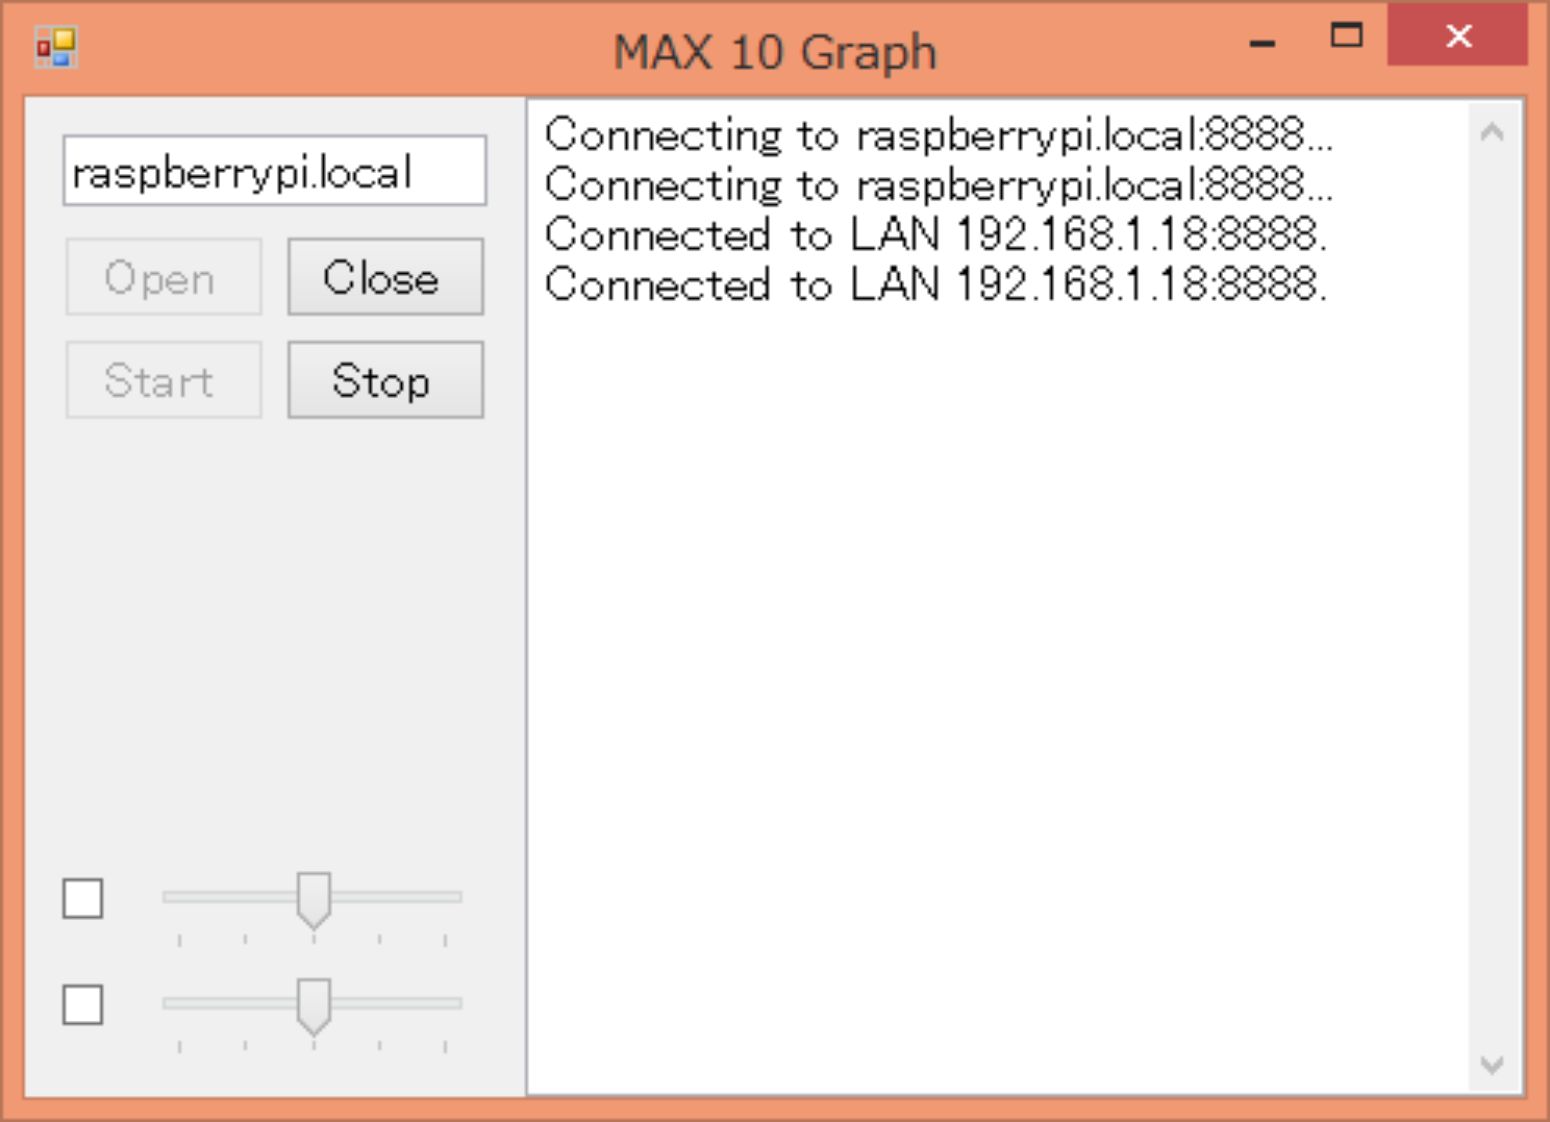 MAX 10 Graph
raspberrypi.local
Open
Close
Start
Stop
Connecting to raspberrypi.local:8888...
Connecting to raspberrypi.local:8888...
Connected to LAN 192.168.1.18:8888.
Connected to LAN 192.168.1.18:8888.